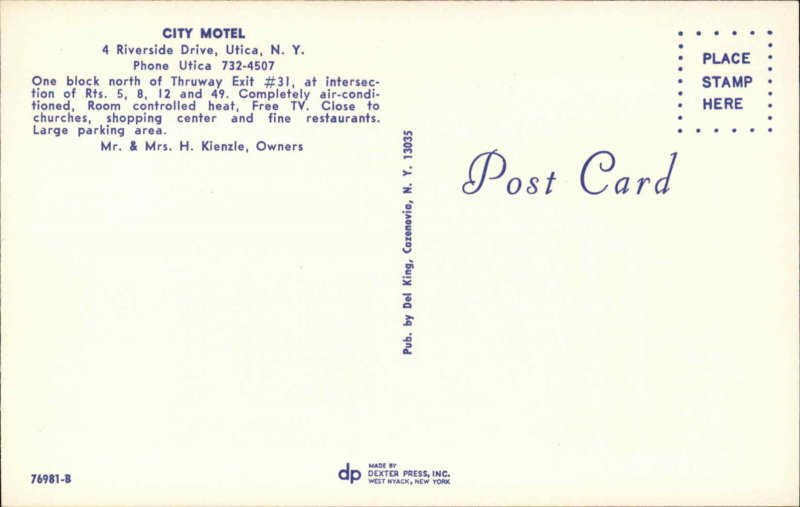 CITY MOTEL
4 Riverside Drive, Utica, N. Y.
Phone Utica 732-4507
One block north of Thruway Exit #31, at intersec-
tion of Rts. 5, 8, 12 and 49. Completely air-condi-
tioned, Room controlled heat, Free TV. Close to
churches, shopping center and fine restaurants.
Large parking area.
Mr. & Mrs. H. Kienzle, Owners
PLACE
STAMP
HERE
Post Card
Pub. by Del King, Cazenovia, N. Y. 13035
76981-B
dp
MADE BY
DEXTER PRESS, INC.
WEST NYACK, NEW YORK